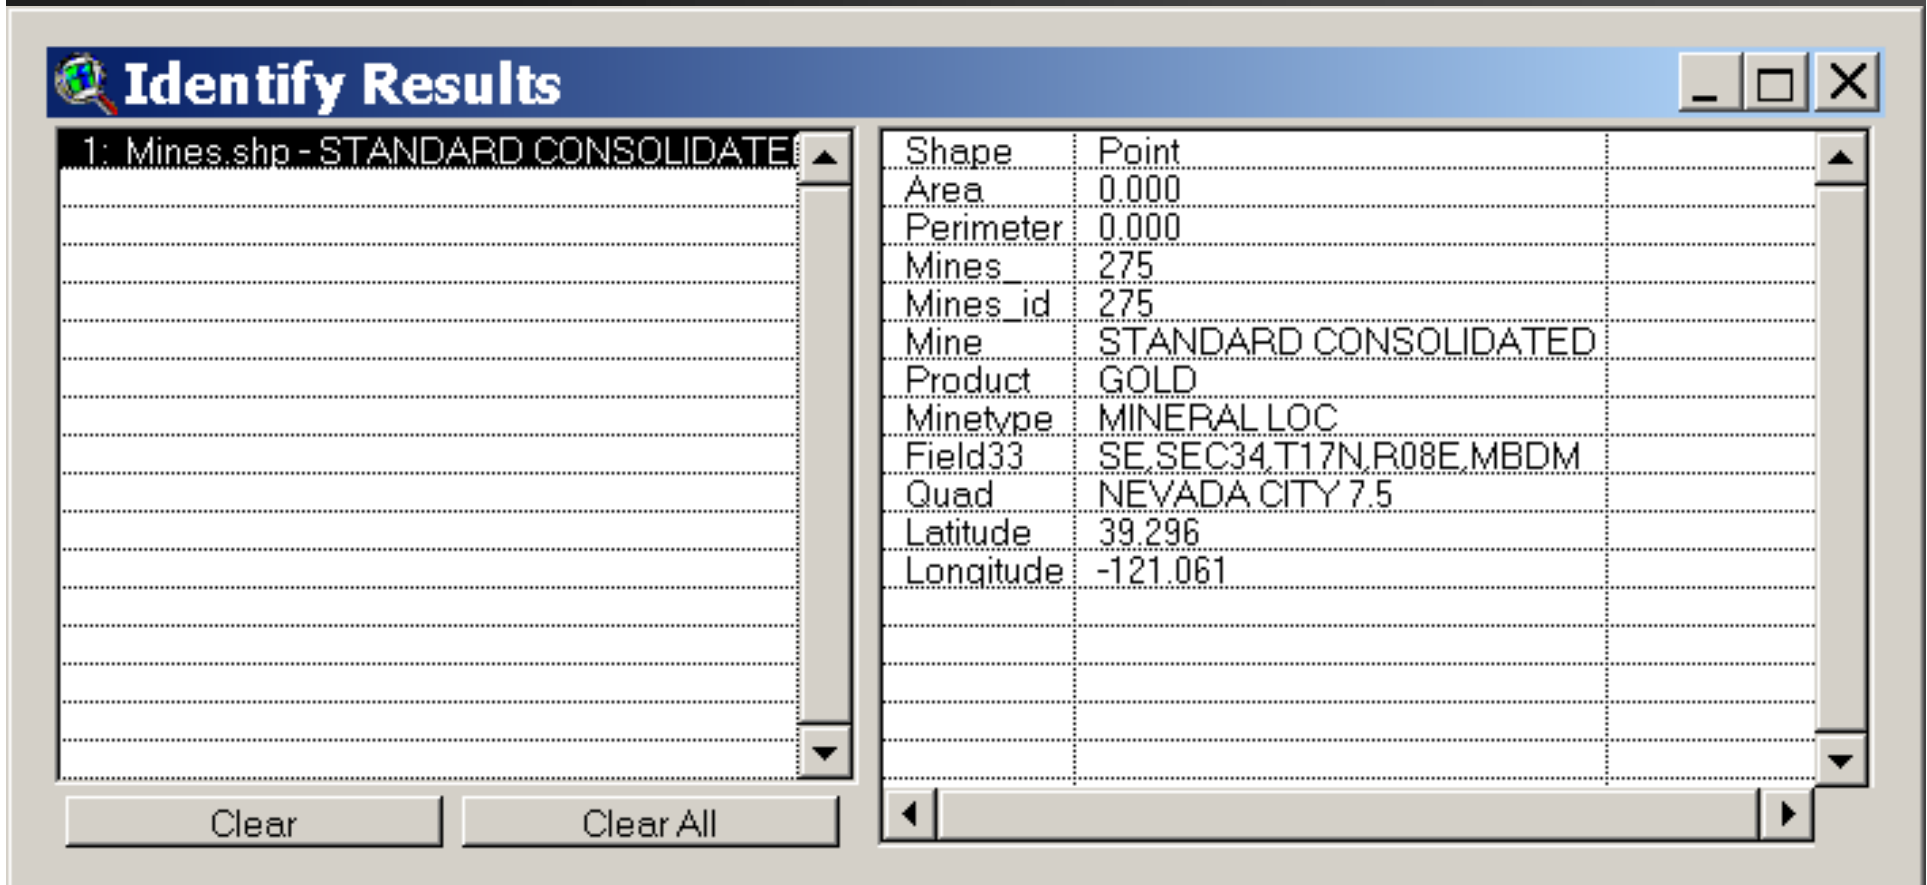 Identify Results
1: Mines.shp - STANDARD CONSOLIDATE
Shape Point
Area 0.000
Perimeter 0.000
Mines_ 275
Mines_id 275
Mine STANDARD CONSOLIDATED
Product GOLD
Minetype MINERAL LOC
Field33 SE,SEC34,T17N,R08E,MBDM
Quad NEVADA CITY 7.5
Latitude 39.296
Longitude -121.061
Clear
Clear All